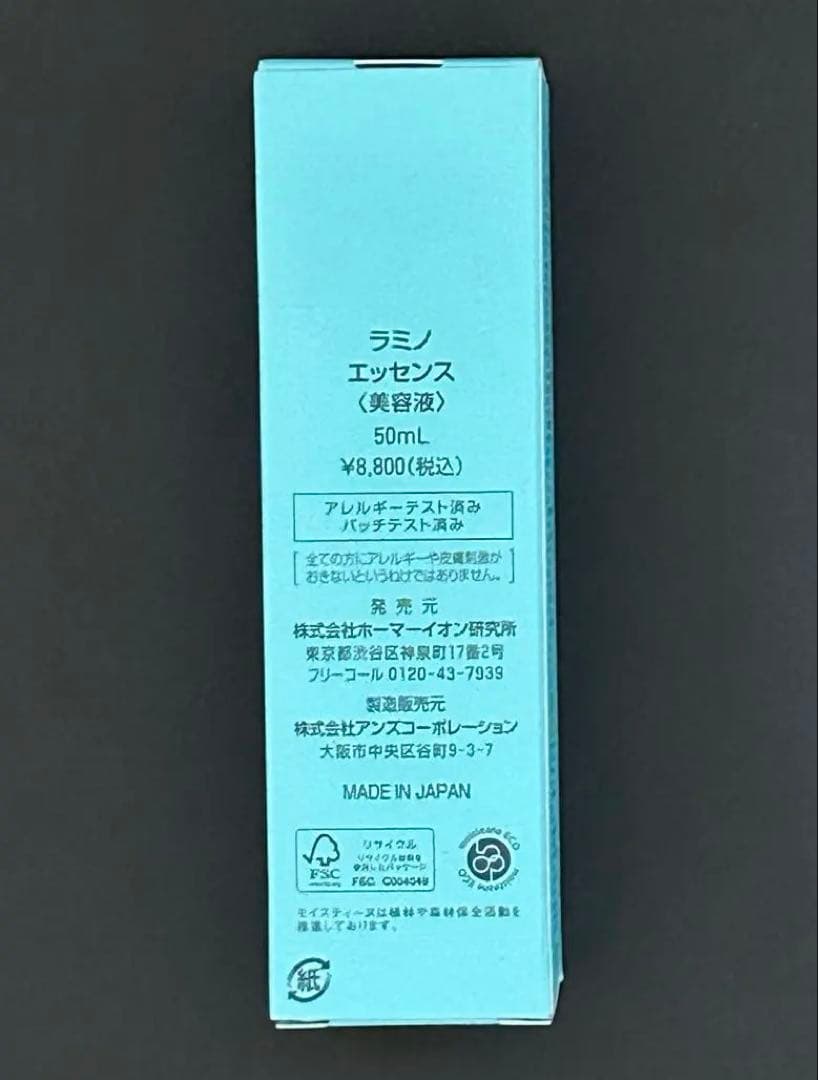 ラミノ
エッセンス
〈美容液〉
50mL
¥8,800(税込)
アレルギーテスト済み
パッチテスト済み
全ての方にアレルギーや皮膚刺激が
おきないというわけではありません。
発売元
株式会社ホーマーイオン研究所
東京都渋谷区神泉町17番2号
フリーコール 0120-43-7939
製造販売元
株式会社アンズコーポレーション
大阪市中央区谷町9-3-7
MADE IN JAPAN
FSC
リサイクル
モイスティーヌは植林や森林保全活動を
推進しております。
紙